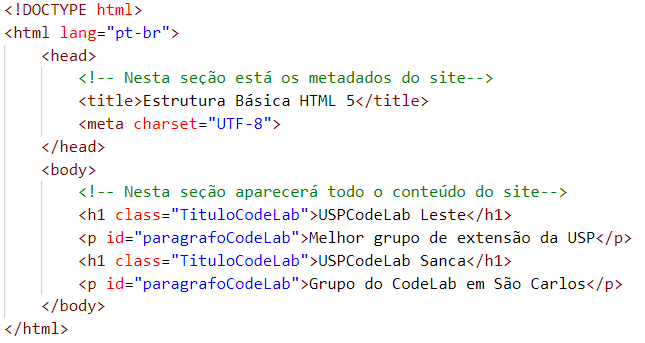 <!DOCTYPE html>
<html lang="pt-br">
    <head>
        <!-- Nesta seção está os metadados do site-->
        <title>Estrutura Básica HTML 5</title>
        <meta charset="UTF-8">
    </head>
    <body>
        <!-- Nesta seção aparecerá todo o conteúdo do site-->
        <h1 class="TituloCodeLab">USPCodeLab Leste</h1>
        <p id="paragrafoCodeLab">Melhor grupo de extensão da USP</p>
        <h1 class="TituloCodeLab">USPCodeLab Sanca</h1>
        <p id="paragrafoCodeLab">Grupo do CodeLab em São Carlos</p>
    </body>
</html>